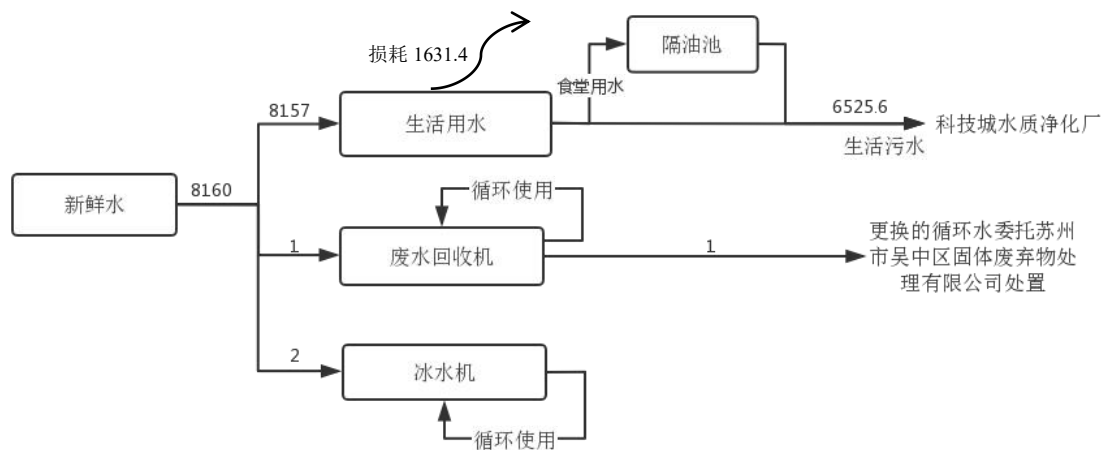 损耗 1631.4
隔油池
食堂用水
8157
生活用水
6525.6
科技城水质净化厂
生活污水
新鲜水
8160
循环使用
1
废水回收机
1
更换的循环水委托苏州
市吴中区固体废弃物处
理有限公司处置
2
冰水机
循环使用